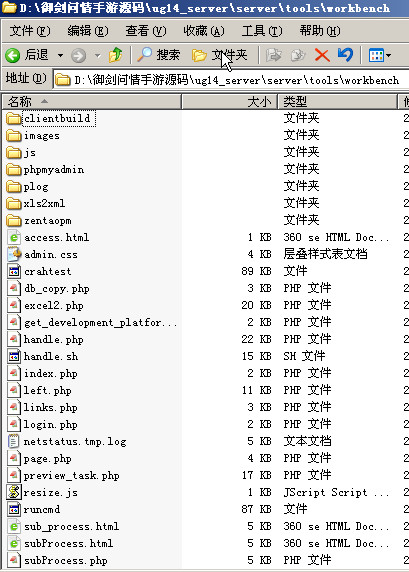 D:\御剑问情手游源码\ug14_server\server\tools\workbench
文件(F) 编辑(E) 查看(V) 收藏(A) 工具(T) 帮助(H)
后退 搜索 文件夹
地址(D) D:\御剑问情手游源码\ug14_server\server\tools\workbench
名称 大小 类型
clientbuild 文件夹
images 文件夹
js 文件夹
phpmyadmin 文件夹
plog 文件夹
xls2xml 文件夹
zentaopm 文件夹
access.html 1 KB 360 se HTML Doc... 2
admin.css 4 KB 层叠样式表文档 2
crahtest 89 KB 文件 2
db_copy.php 3 KB PHP 文件 2
excel2.php 20 KB PHP 文件 2
get_development_platfor... 2 KB PHP 文件 2
handle.php 22 KB PHP 文件 2
handle.sh 15 KB SH 文件 2
index.php 2 KB PHP 文件 2
left.php 11 KB PHP 文件 2
links.php 3 KB PHP 文件 2
login.php 2 KB PHP 文件 2
netstatus.tmp.log 5 KB 文本文档 2
page.php 4 KB PHP 文件 2
preview_task.php 17 KB PHP 文件 2
resize.js 1 KB JScript Script ... 2
runcmd 87 KB 文件 2
sub_process.html 5 KB 360 se HTML Doc... 2
subProcess.html 5 KB 360 se HTML Doc... 2
subProcess.php 5 KB PHP 文件 2